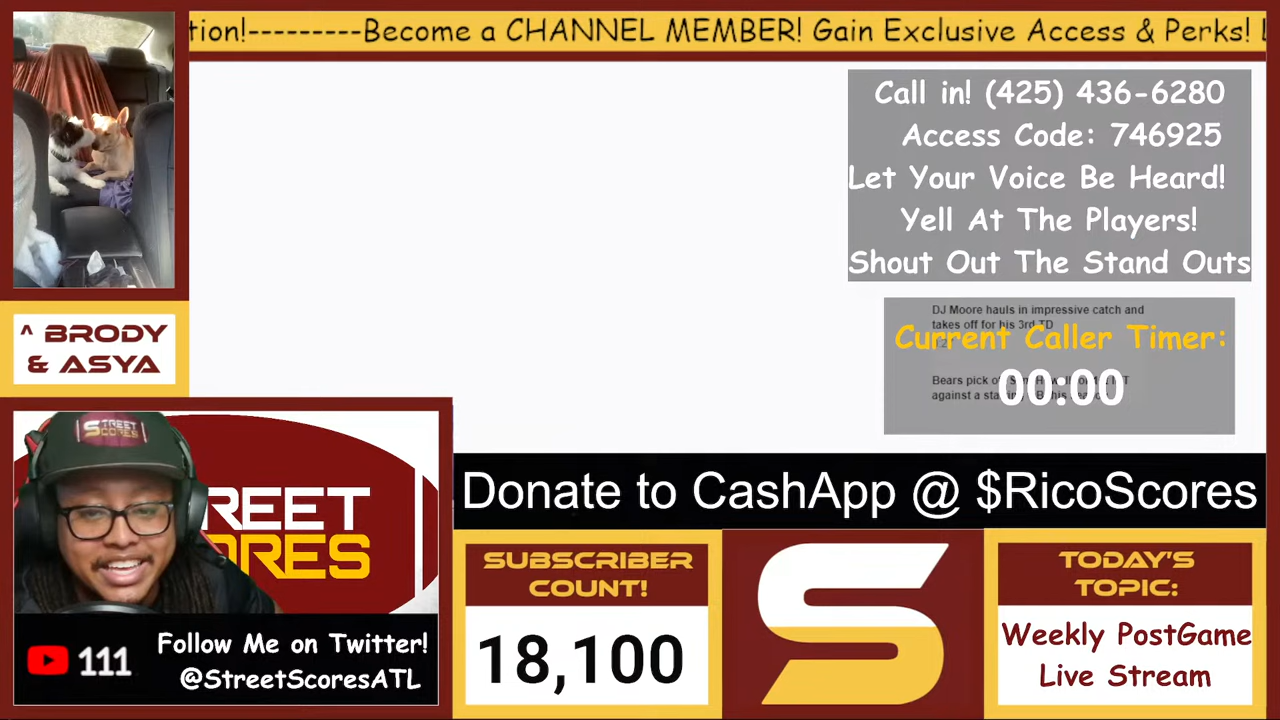 tion!---------Become a CHANNEL MEMBER! Gain Exclusive Access & Perks!
Call in! (425) 436-6280
Access Code: 746925
Let Your Voice Be Heard!
Yell At The Players!
Shout Out The Stand Outs
DJ Moore hauls in impressive catch and
takes off for his 3rd TD
Current Caller Timer:
00:00
Bears pick
against a
^ BRODY
& ASYA
STREET
SCORES
REET
ORES
Donate to CashApp @ $RicoScores
SUBSCRIBER
COUNT!
18,100
S
TODAY'S
TOPIC:
Weekly PostGame
Live Stream
Follow Me on Twitter!
111
@StreetScoresATL